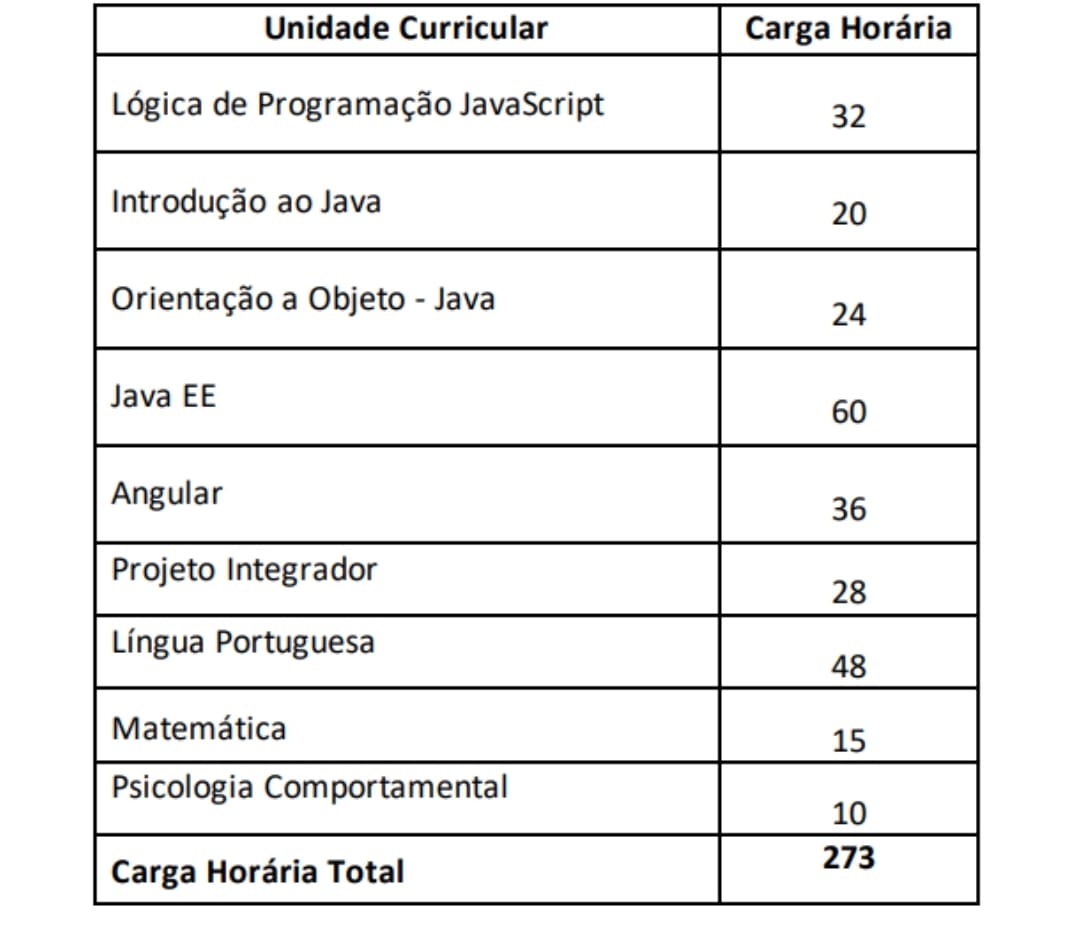 Unidade Curricular Carga Horária
Lógica de Programação JavaScript 32
Introdução ao Java 20
Orientação a Objeto - Java 24
Java EE 60
Angular 36
Projeto Integrador 28
Língua Portuguesa 48
Matemática 15
Psicologia Comportamental 10
Carga Horária Total 273